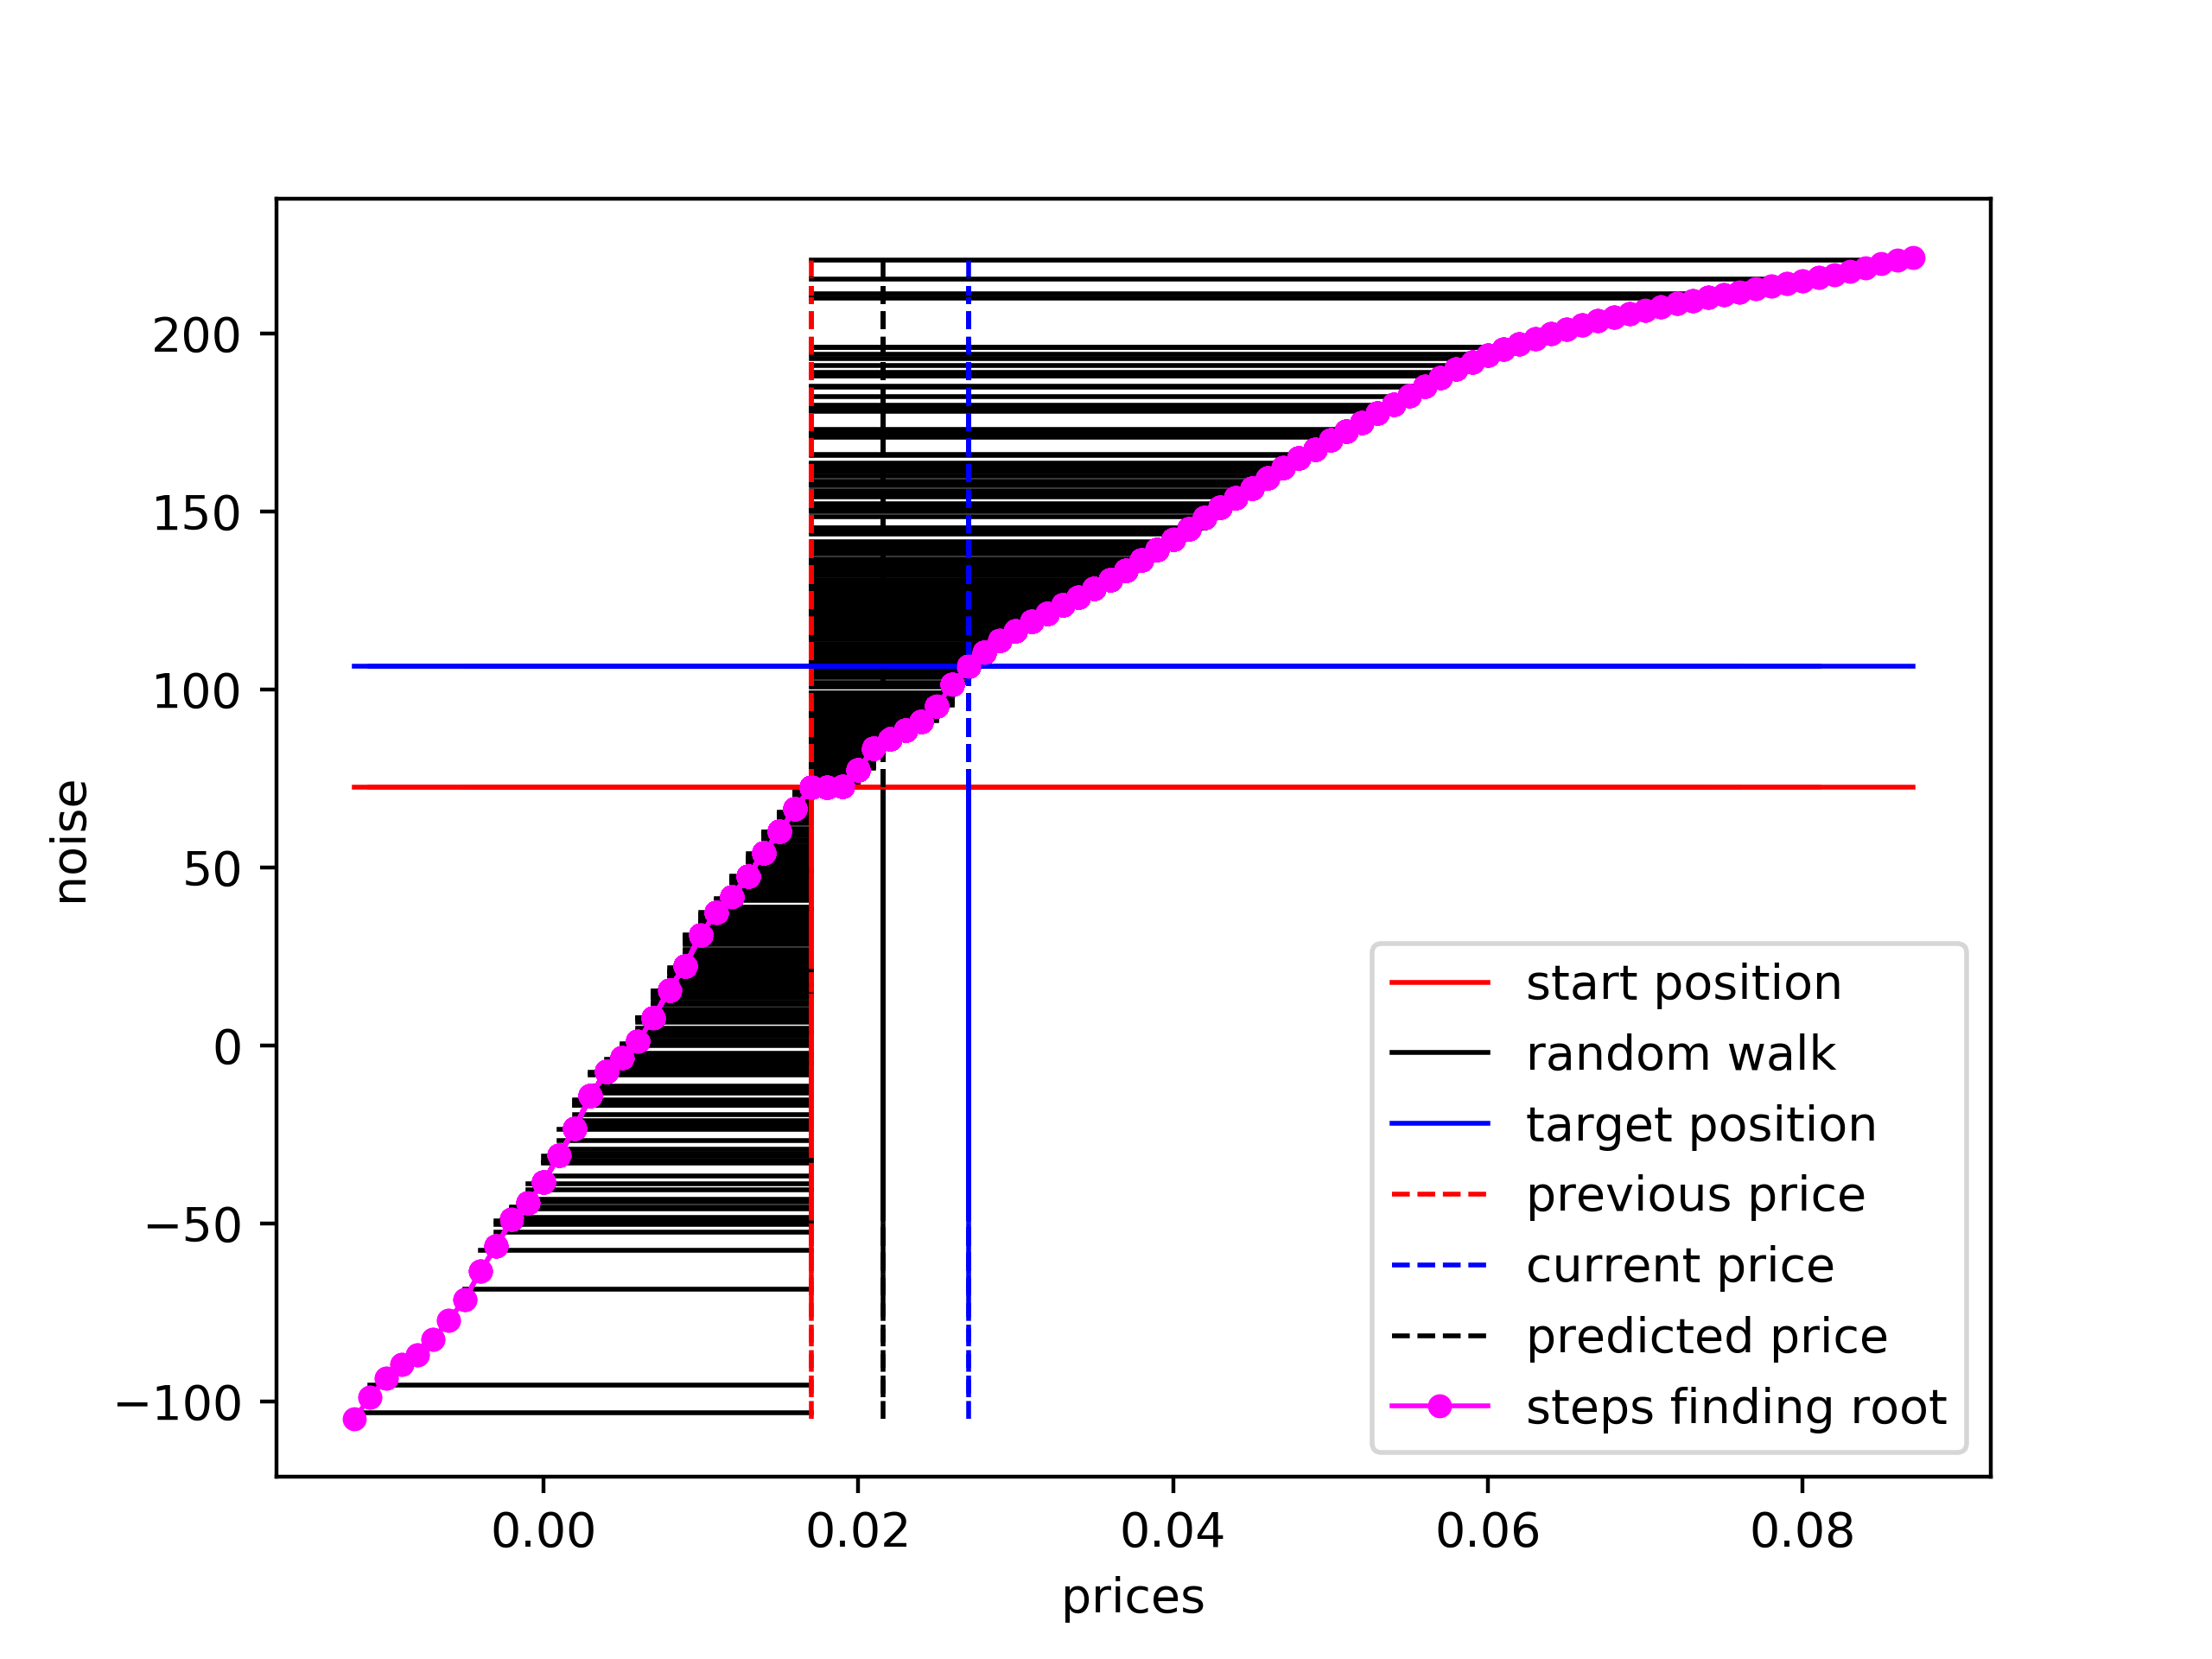 200
150
100
50
0
−50
−100
noise
0.00 0.02 0.04 0.06 0.08
prices
start position
random walk
target position
previous price
current price
predicted price
steps finding root